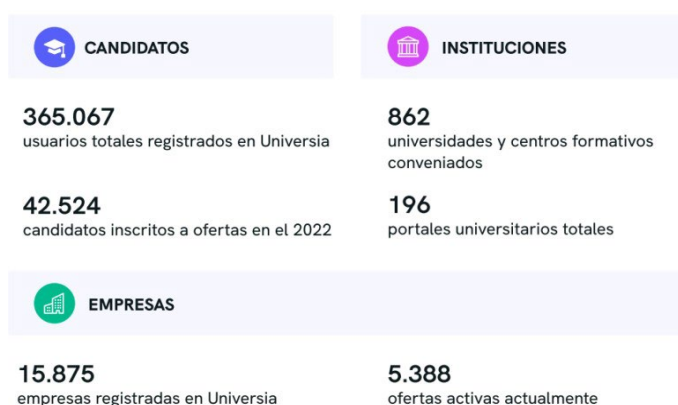 CANDIDATOS
365.067
usuarios totales registrados en Universia
42.524
candidatos inscritos a ofertas en el 2022
INSTITUCIONES
862
universidades y centros formativos
conveniados
196
portales universitarios totales
EMPRESAS
15.875
empresas registradas en Universia
5.388
ofertas activas actualmente